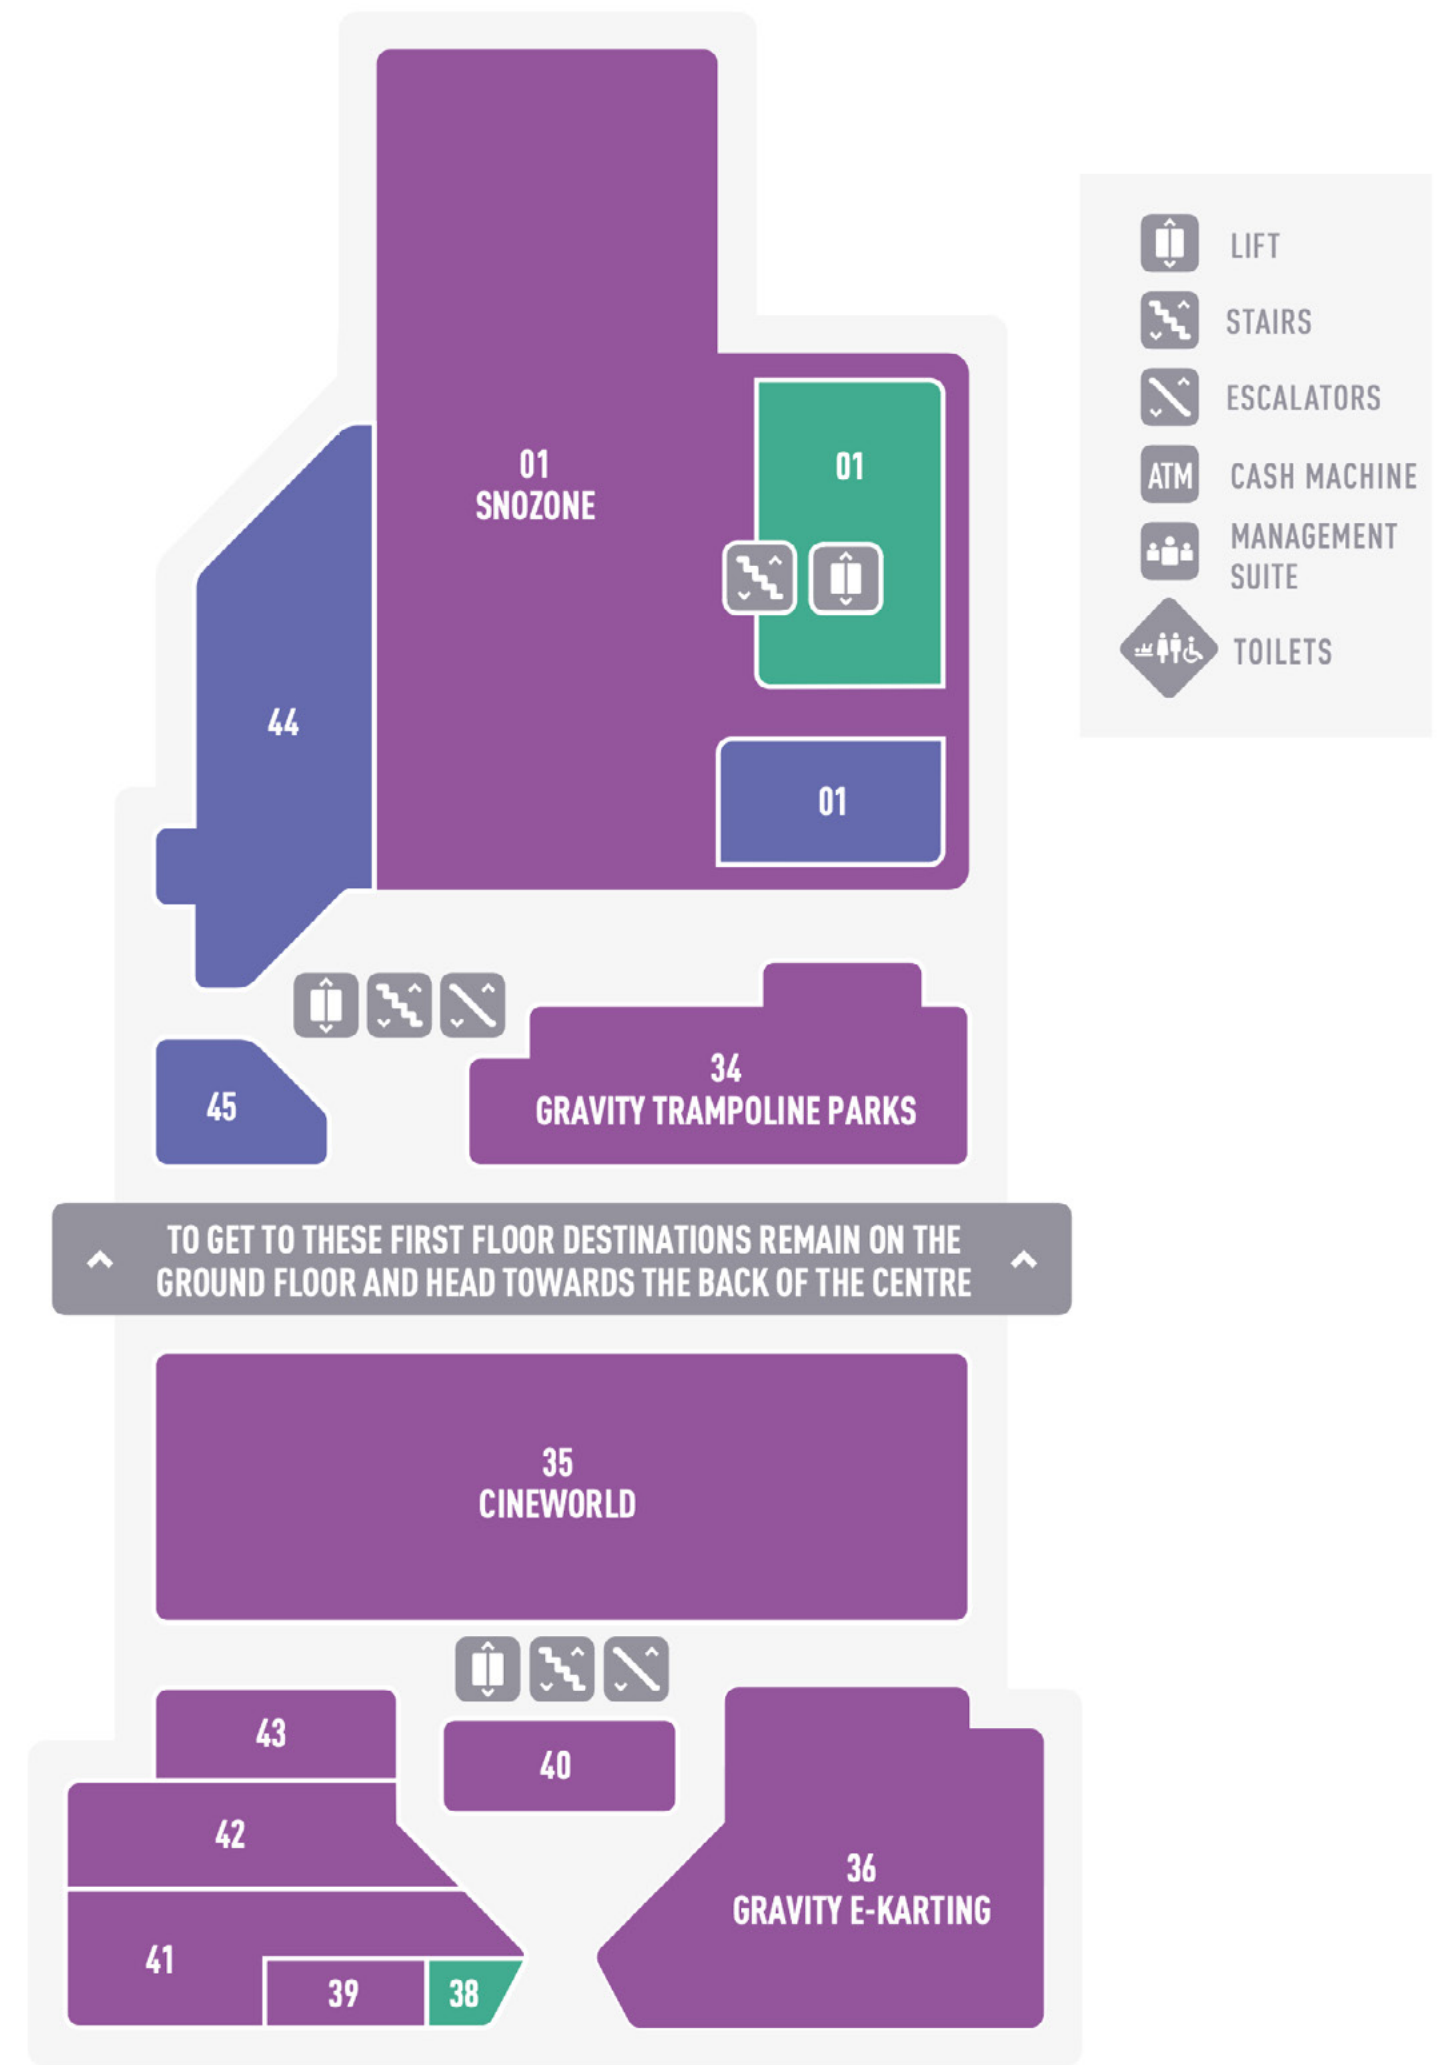 01
SNOZONE
01
01
44
45
34
GRAVITY TRAMPOLINE PARKS
TO GET TO THESE FIRST FLOOR DESTINATIONS REMAIN ON THE
GROUND FLOOR AND HEAD TOWARDS THE BACK OF THE CENTRE
35
CINEWORLD
43
40
42
36
GRAVITY E-KARTING
41
39
38
LIFT
STAIRS
ESCALATORS
ATM
CASH MACHINE
MANAGEMENT
SUITE
TOILETS